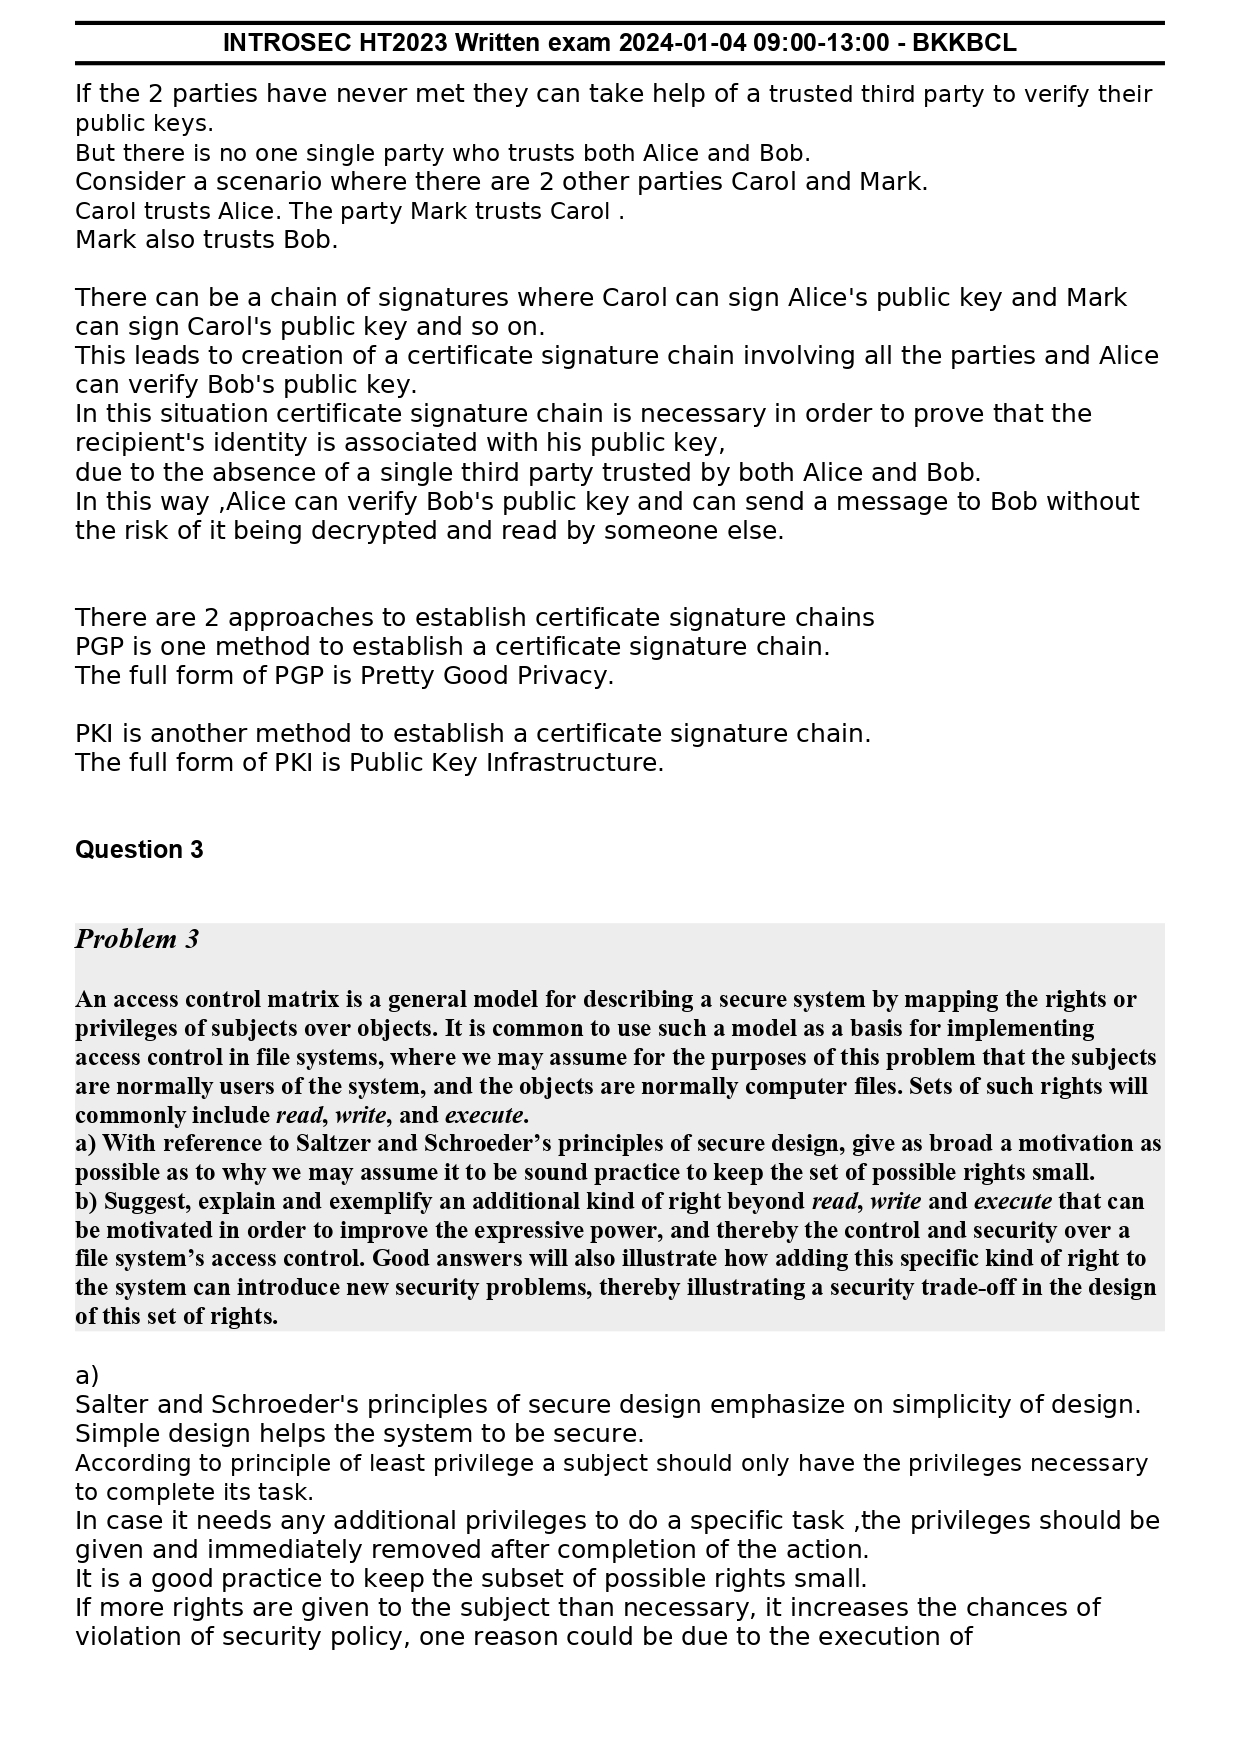 INTROSEC HT2023 Written exam 2024-01-04 09:00-13:00 - BKKBCL
If the 2 parties have never met they can take help of a trusted third party to verify their
public keys.
But there is no one single party who trusts both Alice and Bob.
Consider a scenario where there are 2 other parties Carol and Mark.
Carol trusts Alice. The party Mark trusts Carol .
Mark also trusts Bob.
There can be a chain of signatures where Carol can sign Alice's public key and Mark
can sign Carol's public key and so on.
This leads to creation of a certificate signature chain involving all the parties and Alice
can verify Bob's public key.
In this situation certificate signature chain is necessary in order to prove that the
recipient's identity is associated with his public key,
due to the absence of a single third party trusted by both Alice and Bob.
In this way ,Alice can verify Bob's public key and can send a message to Bob without
the risk of it being decrypted and read by someone else.
There are 2 approaches to establish certificate signature chains
PGP is one method to establish a certificate signature chain.
The full form of PGP is Pretty Good Privacy.
PKI is another method to establish a certificate signature chain.
The full form of PKI is Public Key Infrastructure.
Question 3
Problem 3
An access control matrix is a general model for describing a secure system by mapping the rights or
privileges of subjects over objects. It is common to use such a model as a basis for implementing
access control in file systems, where we may assume for the purposes of this problem that the subjects
are normally users of the system, and the objects are normally computer files. Sets of such rights will
commonly include read, write, and execute.
a) With reference to Saltzer and Schroeder’s principles of secure design, give as broad a motivation as
possible as to why we may assume it to be sound practice to keep the set of possible rights small.
b) Suggest, explain and exemplify an additional kind of right beyond read, write and execute that can
be motivated in order to improve the expressive power, and thereby the control and security over a
file system’s access control. Good answers will also illustrate how adding this specific kind of right to
the system can introduce new security problems, thereby illustrating a security trade-off in the design
of this set of rights.
a)
Salter and Schroeder's principles of secure design emphasize on simplicity of design.
Simple design helps the system to be secure.
According to principle of least privilege a subject should only have the privileges necessary
to complete its task.
In case it needs any additional privileges to do a specific task ,the privileges should be
given and immediately removed after completion of the action.
It is a good practice to keep the subset of possible rights small.
If more rights are given to the subject than necessary, it increases the chances of
violation of security policy, one reason could be due to the execution of